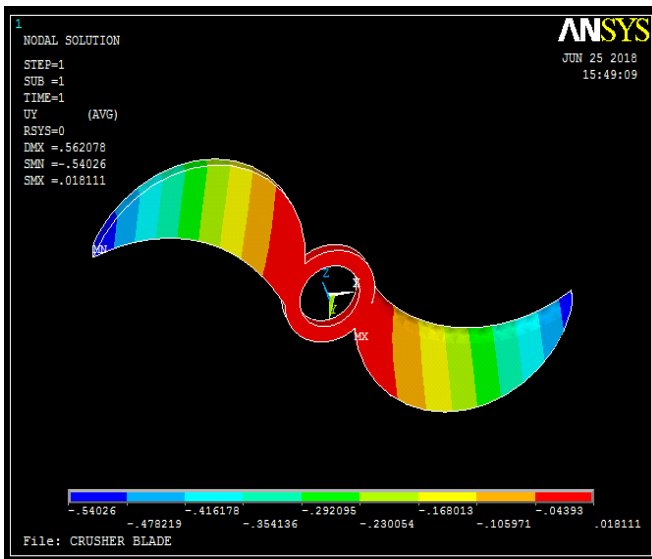 1
NODAL SOLUTION
STEP=1
SUB =1
TIME=1
UY (AVG)
RSYS=0
DMX =.562078
SMN =-.54026
SMX =.018111
ANSYS
JUN 25 2018
15:49:09
MN
Z
X
Y
MX
-.54026 -.416178 -.292095 -.168013 -.04393
-.478219 -.354136 -.230054 -.105971 .018111
File: CRUSHER BLADE